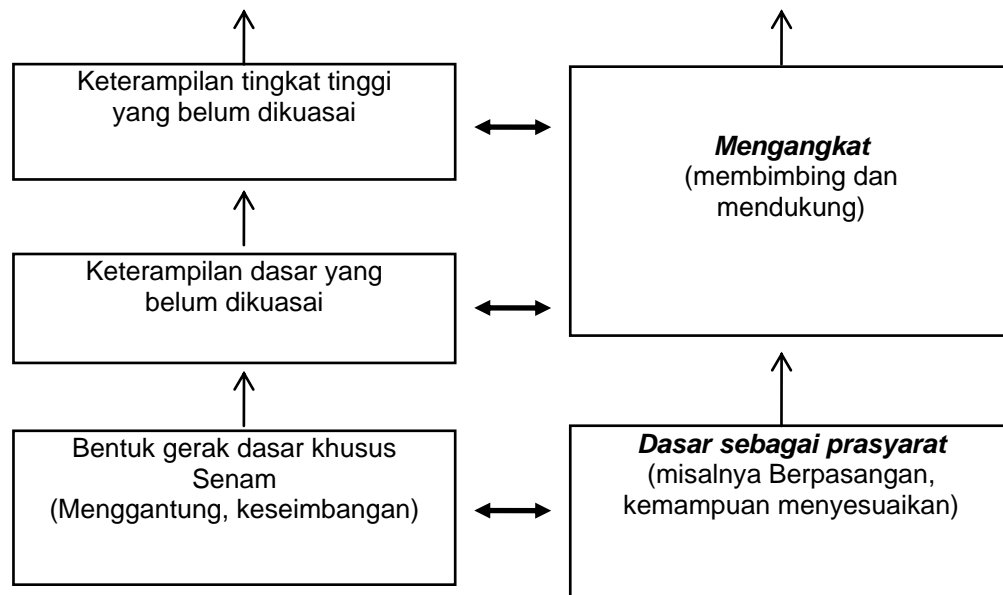 Keterampilan tingkat tinggi
yang belum dikuasai
Mengangkat
(membimbing dan
mendukung)
Keterampilan dasar yang
belum dikuasai
Bentuk gerak dasar khusus
Senam
(Menggantung, keseimbangan)
Dasar sebagai prasyarat
(misalnya Berpasangan,
kemampuan menyesuaikan)